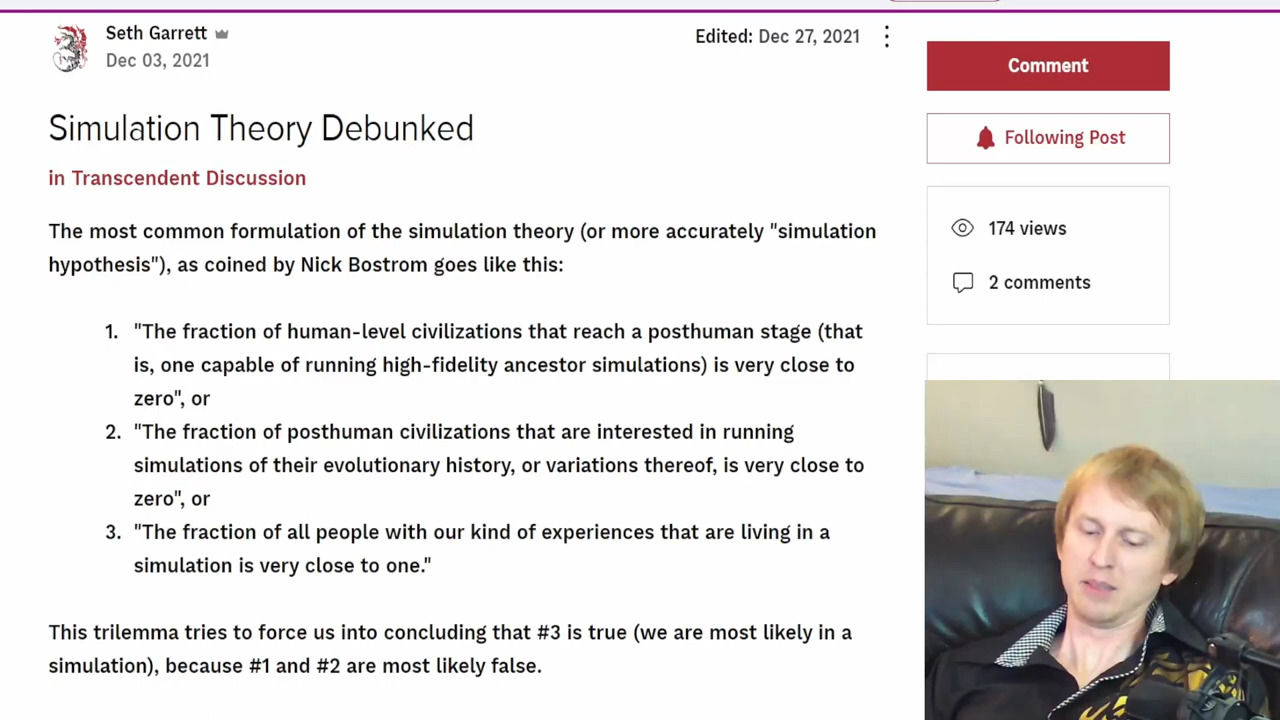 Seth Garrett
Dec 03, 2021
Edited: Dec 27, 2021
Simulation Theory Debunked
in Transcendent Discussion
The most common formulation of the simulation theory (or more accurately "simulation
hypothesis"), as coined by Nick Bostrom goes like this:
1. "The fraction of human-level civilizations that reach a posthuman stage (that
is, one capable of running high-fidelity ancestor simulations) is very close to
zero", or
2. "The fraction of posthuman civilizations that are interested in running
simulations of their evolutionary history, or variations thereof, is very close to
zero", or
3. "The fraction of all people with our kind of experiences that are living in a
simulation is very close to one."
This trilemma tries to force us into concluding that #3 is true (we are most likely in a
simulation), because #1 and #2 are most likely false.
Comment
Following Post
174 views
2 comments